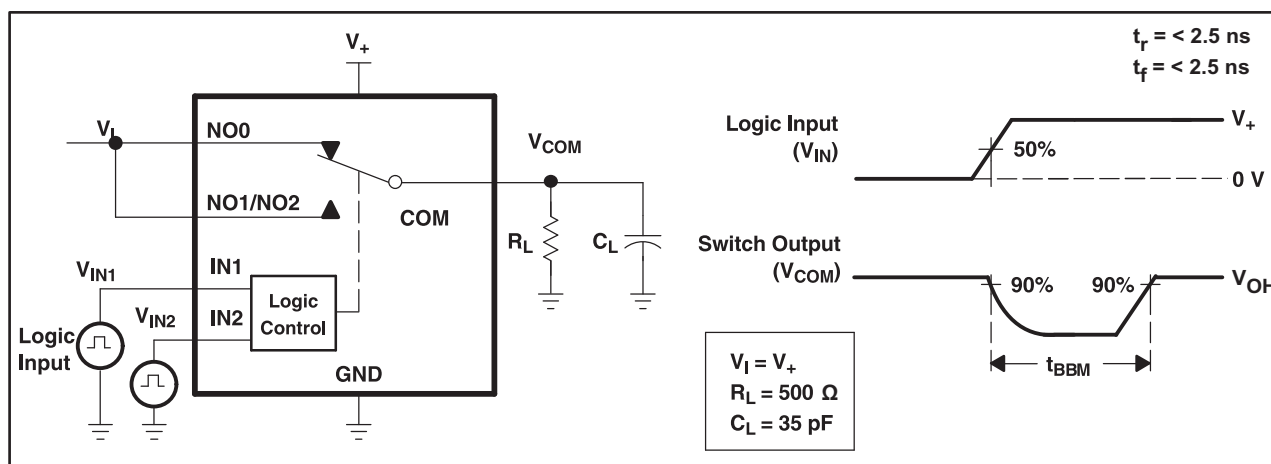 V+
tr = < 2.5 ns
tf = < 2.5 ns
VI
NO0
VCOM
NO1/NO2
COM
RL
CL
VIN1
IN1
VIN2
IN2
Logic
Control
Logic
Input
GND
Logic Input
(VIN)
50%
V+
0 V
Switch Output
(VCOM)
90%
90%
VOH
tBBM
VI = V+
RL = 500 Ω
CL = 35 pF